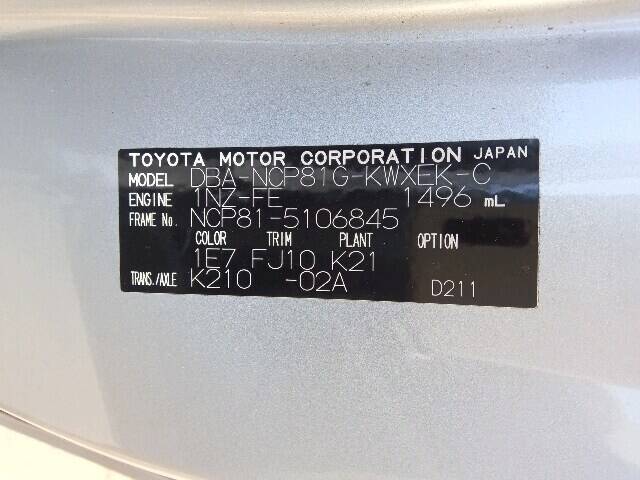 TOYOTA MOTOR CORPORATION JAPAN
MODEL DBA-NCP81G-KWXEK-C
ENGINE 1NZ-FE 1496 mL
FRAME No. NCP81-5106845
COLOR TRIM PLANT OPTION
1E7 FJ10 K21
TRANS./AXLE K210 -02A D211